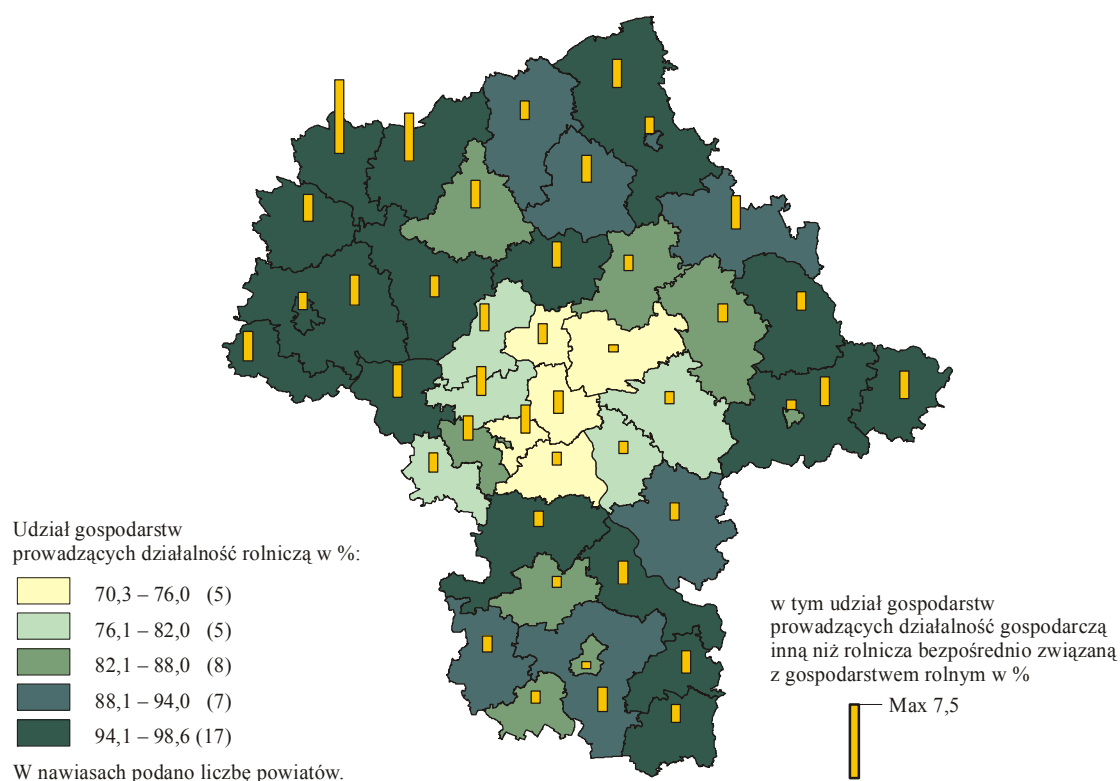 Udział gospodarstw
prowadzących działalność rolniczą w %:
70,3 – 76,0 (5)
76,1 – 82,0 (5)
82,1 – 88,0 (8)
88,1 – 94,0 (7)
94,1 – 98,6 (17)
W nawiasach podano liczbę powiatów.
w tym udział gospodarstw
prowadzących działalność gospodarczą
inną niż rolnicza bezpośrednio związaną
z gospodarstwem rolnym w %
Max 7,5